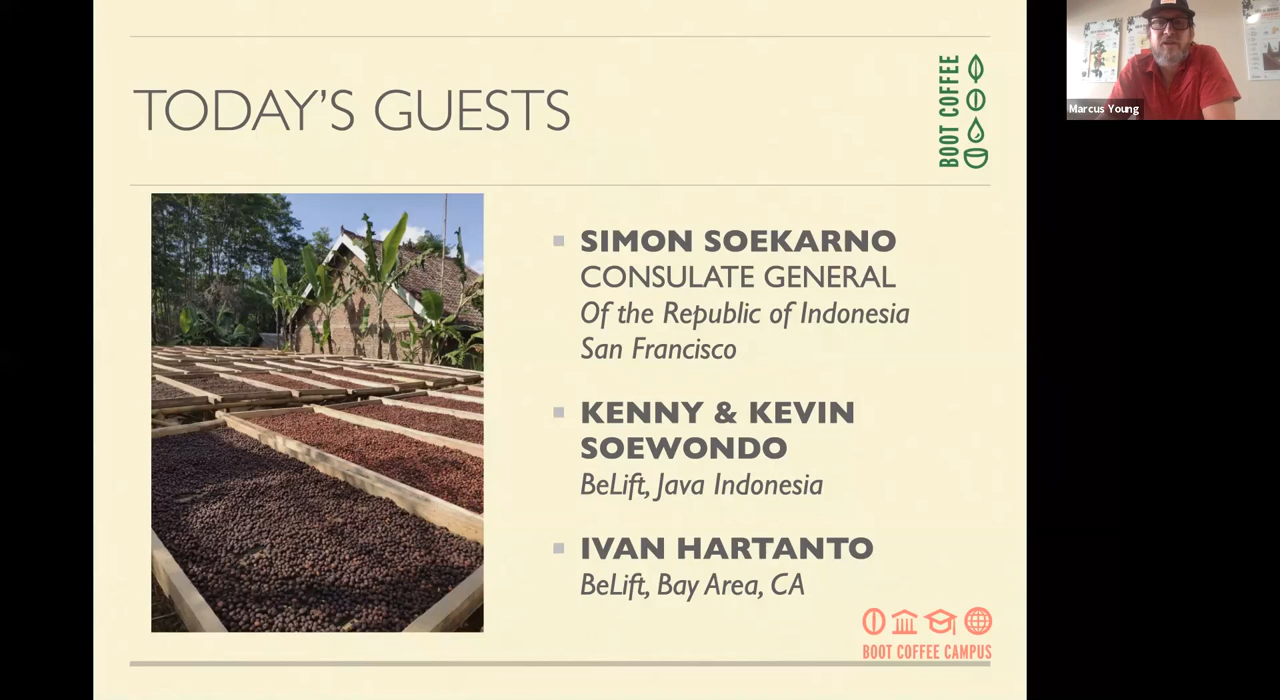 TODAY'S GUESTS
BOOT COFFEE
SIMON SOEKARNO
CONSULATE GENERAL
Of the Republic of Indonesia
San Francisco
KENNY & KEVIN
SOEWONDO
BeLift, Java Indonesia
IVAN HARTANTO
BeLift, Bay Area, CA
BOOT COFFEE CAMPUS
Marcus Young